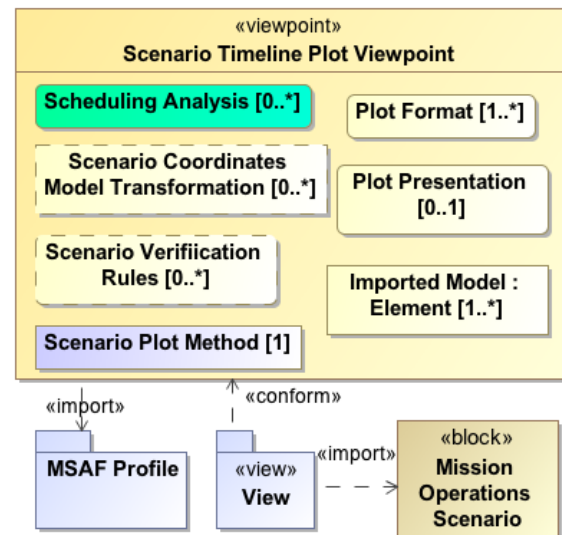 «viewpoint»
Scenario Timeline Plot Viewpoint
Scheduling Analysis [0..*]
Plot Format [1..*]
Scenario Coordinates
Model Transformation [0..*]
Plot Presentation
[0..1]
Scenario Verifiication
Rules [0..*]
Imported Model :
Element [1..*]
Scenario Plot Method [1]
«import»
«conform»
MSAF Profile
«view»
View
«import»
«block»
Mission
Operations
Scenario